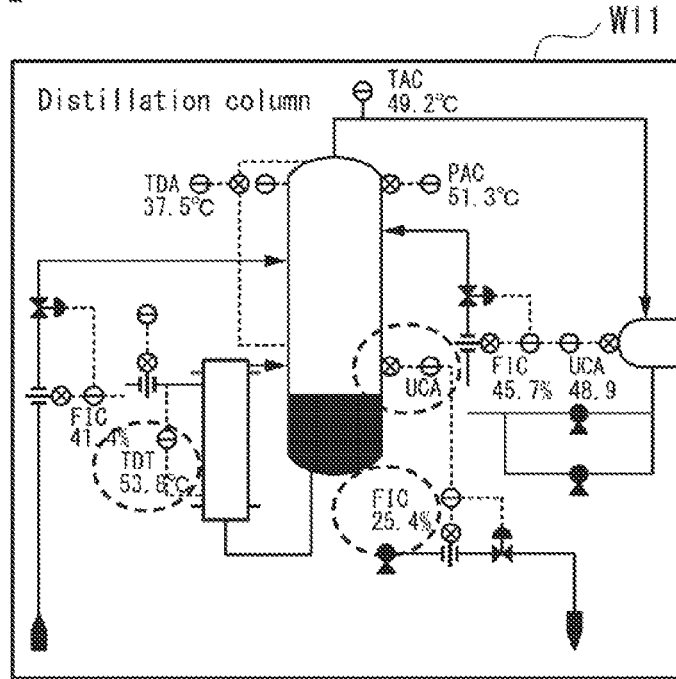 W11
Distillation column
TAC
49.2℃
TDA
37.5℃
PAC
51.3℃
FIC
41.4%
TDT
53.8℃
UCA
FIC
25.4%
FIC
45.7%
UCA
48.9